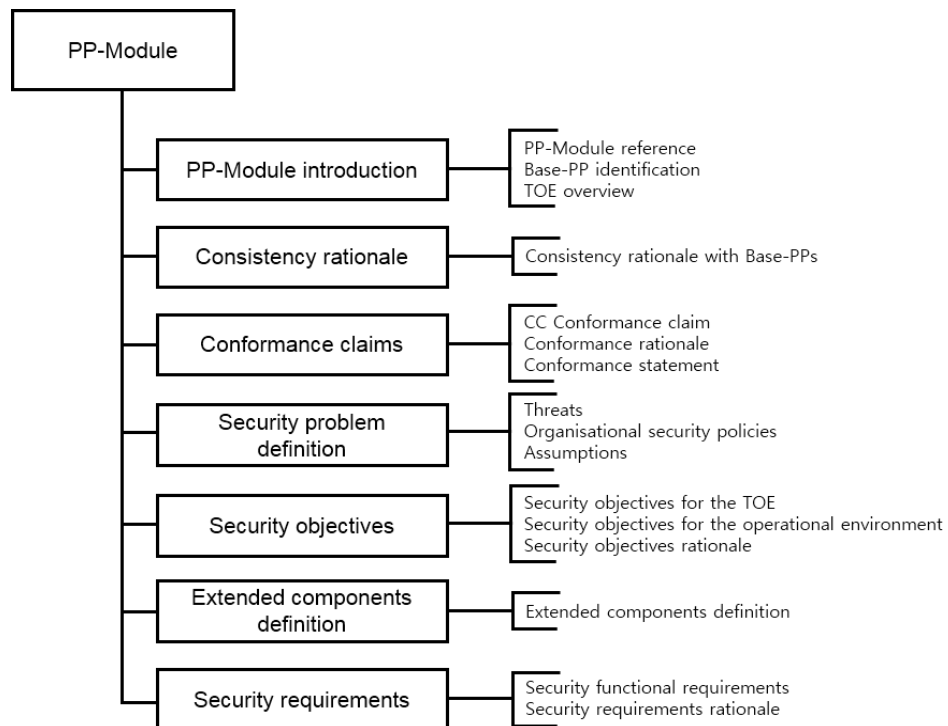 PP-Module
PP-Module introduction
PP-Module reference
Base-PP identification
TOE overview
Consistency rationale
Consistency rationale with Base-PPs
Conformance claims
CC Conformance claim
Conformance rationale
Conformance statement
Security problem
definition
Threats
Organisational security policies
Assumptions
Security objectives
Security objectives for the TOE
Security objectives for the operational environment
Security objectives rationale
Extended components
definition
Extended components definition
Security requirements
Security functional requirements
Security requirements rationale